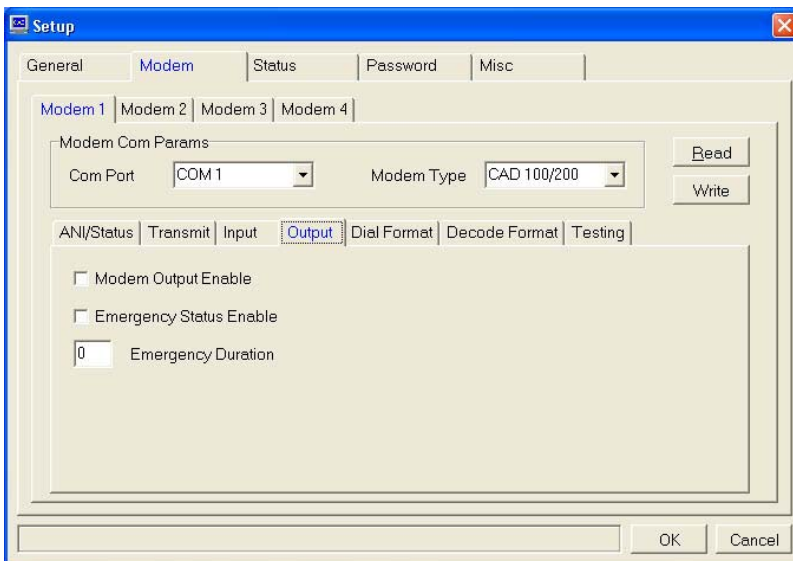 Setup
General Modem Status Password Misc
Modem 1 Modem 2 Modem 3 Modem 4
Modem Com Params
Com Port COM 1 Modem Type CAD 100/200
Read
Write
ANI/Status Transmit Input Output Dial Format Decode Format Testing
Modem Output Enable
Emergency Status Enable
0 Emergency Duration
OK Cancel